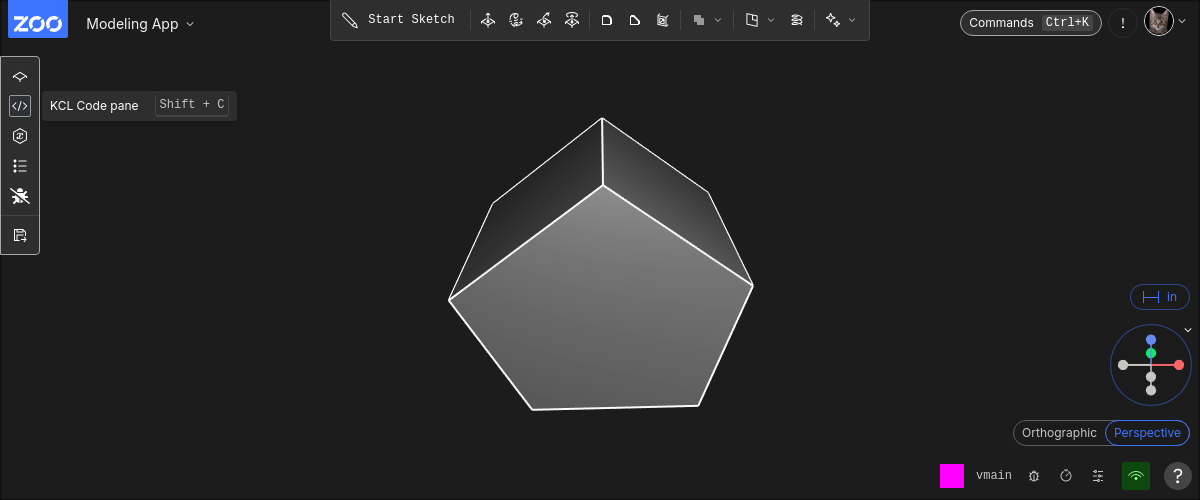 ZOO
Modeling App
Start Sketch
Commands Ctrl+K
!
KCL Code pane Shift + C
in
Orthographic Perspective
vmain
?